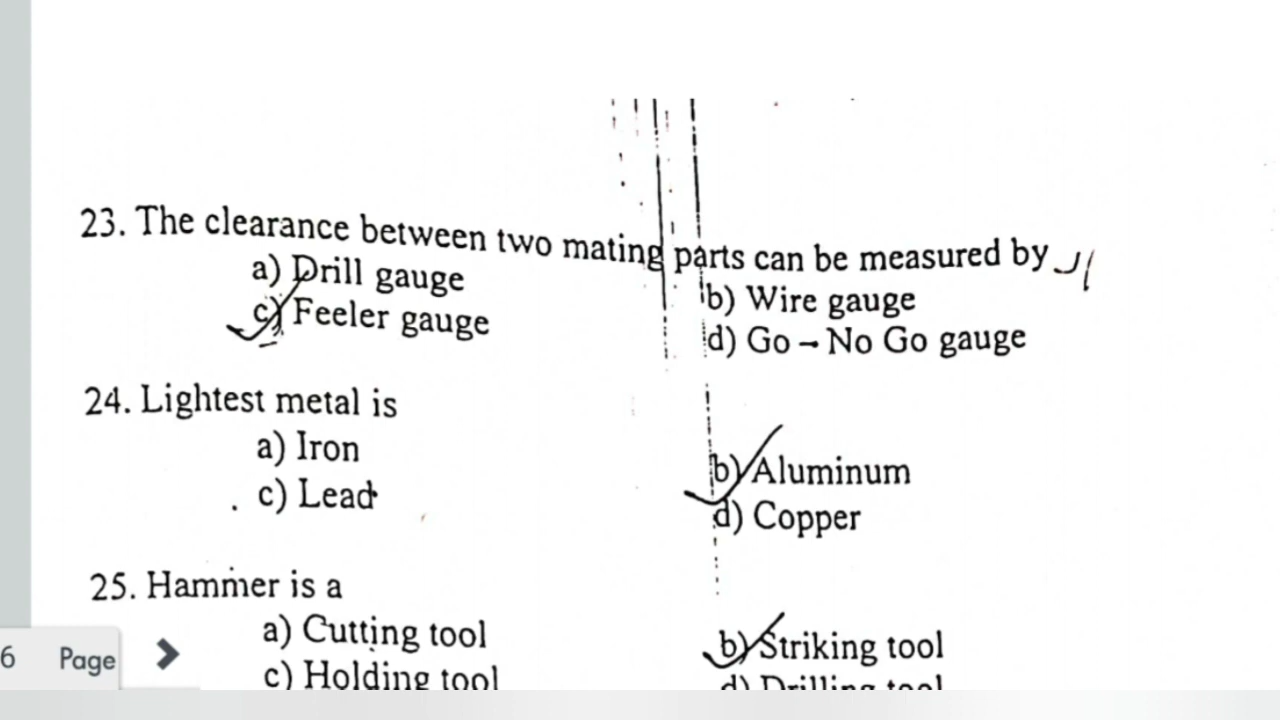 23. The clearance between two mating parts can be measured by
a) Drill gauge
b) Wire gauge
c) Feeler gauge
d) Go – No Go gauge
24. Lightest metal is
a) Iron
b) Aluminum
c) Lead
d) Copper
25. Hammer is a
a) Cutting tool
b) Striking tool
c) Holding tool
d) Drilling tool
6 Page